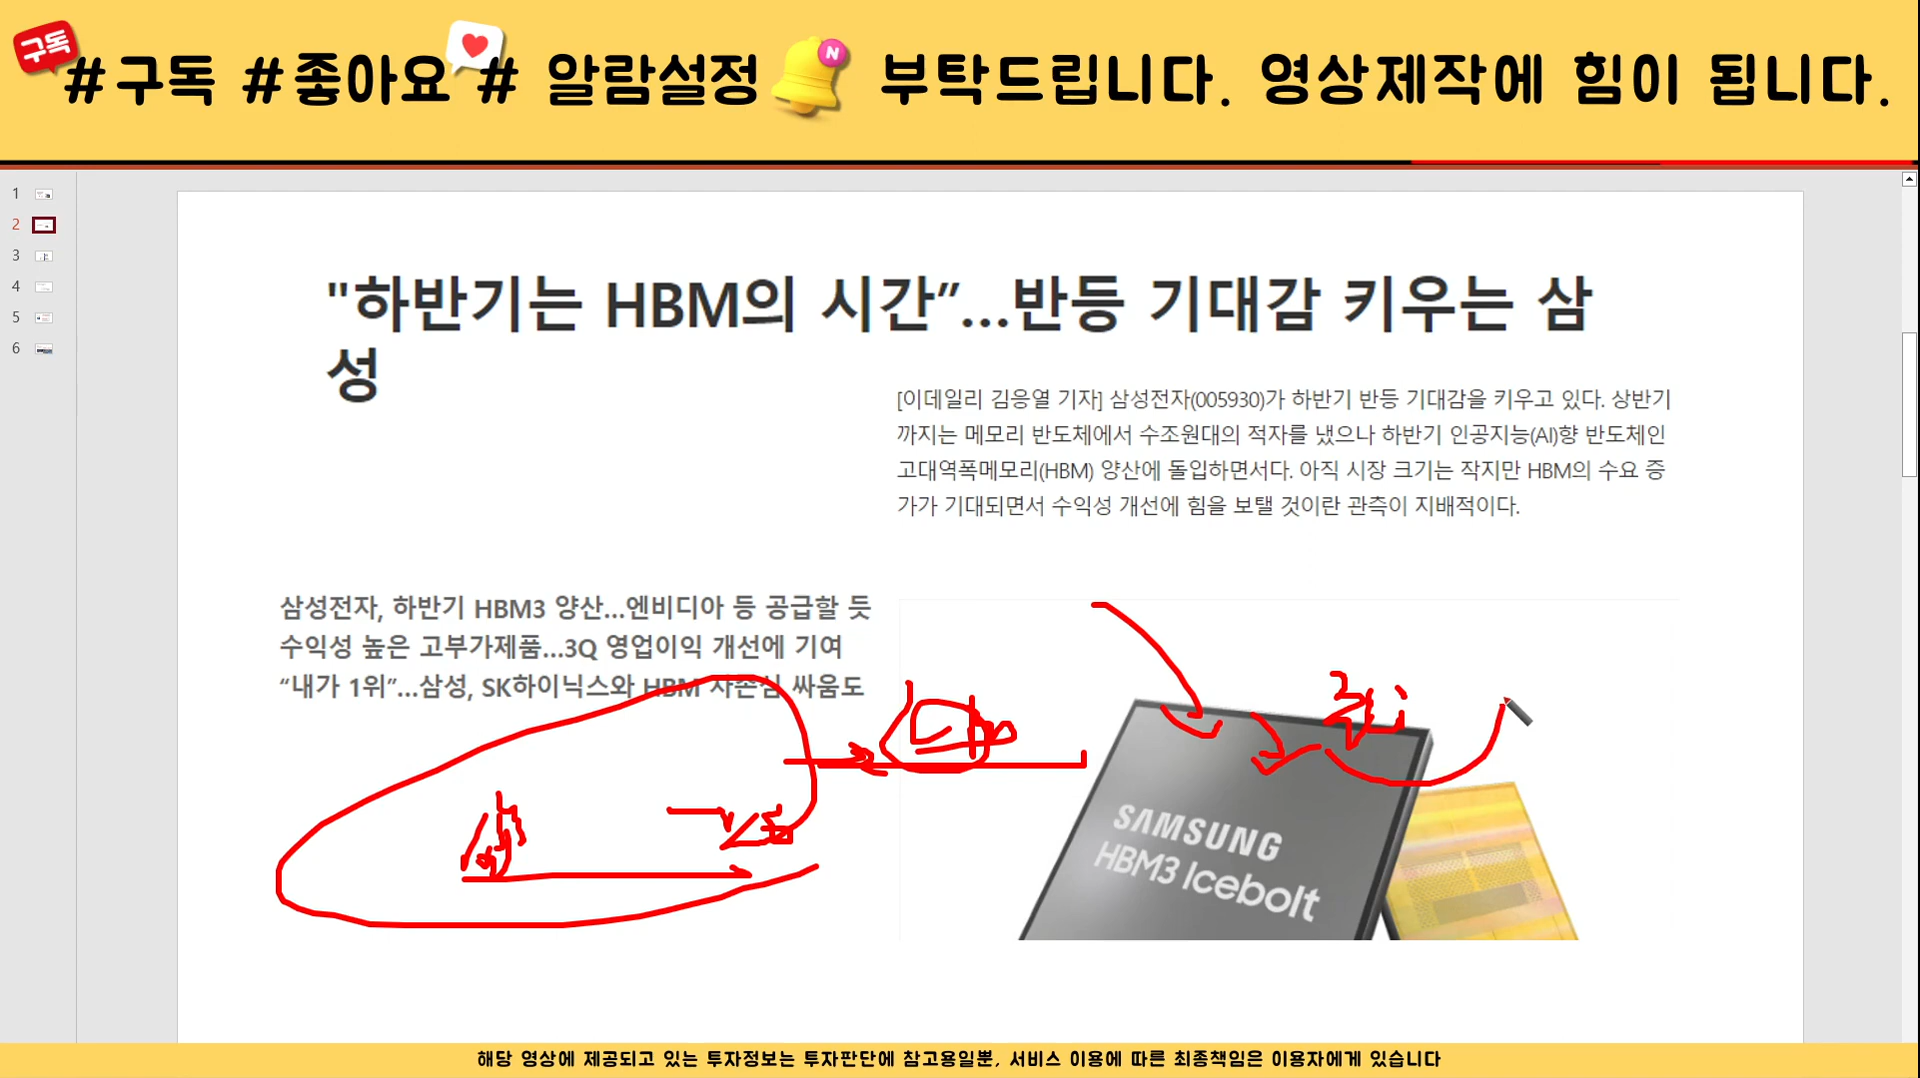 구독
#구독 #좋아요 # 알람설정 N 부탁드립니다. 영상제작에 힘이 됩니다.
1
2
3
4
5
6
"하반기는 HBM의 시간”...반등 기대감 키우는 삼
성
[이데일리 김응열 기자] 삼성전자(005930)가 하반기 반등 기대감을 키우고 있다. 상반기
까지는 메모리 반도체에서 수조원대의 적자를 냈으나 하반기 인공지능(AI)향 반도체인
고대역폭메모리(HBM) 양산에 돌입하면서다. 아직 시장 크기는 작지만 HBM의 수요 증
가가 기대되면서 수익성 개선에 힘을 보탤 것이란 관측이 지배적이다.
삼성전자, 하반기 HBM3 양산...엔비디아 등 공급할 듯
수익성 높은 고부가제품...3Q 영업이익 개선에 기여
“내가 1위”...삼성, SK하이닉스와 HBM 자존심 싸움도
SAMSUNG
HBM3 Icebolt
해당 영상에 제공되고 있는 투자정보는 투자판단에 참고용일뿐, 서비스 이용에 따른 최종책임은 이용자에게 있습니다